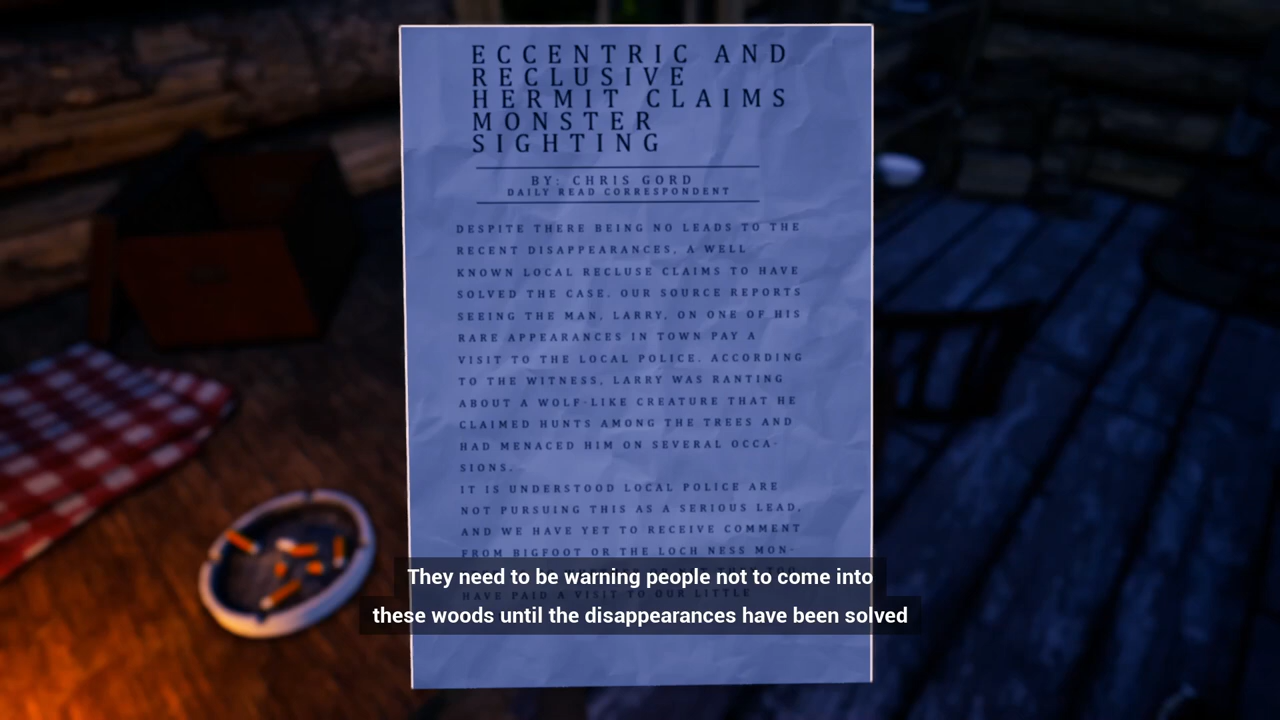 ECCENTRIC AND
RECLUSIVE
HERMIT CLAIMS
MONSTER
SIGHTING
BY: CHRIS GORD
DAILY READ CORRESPONDENT
DESPITE THERE BEING NO LEADS TO THE
RECENT DISAPPEARANCES, A WELL
KNOWN LOCAL RECLUSE CLAIMS TO HAVE
SOLVED THE CASE. OUR SOURCE REPORTS
SEEING THE MAN, LARRY, ON ONE OF HIS
RARE APPEARANCES IN TOWN PAY A
VISIT TO THE LOCAL POLICE. ACCORDING
TO THE WITNESS, LARRY WAS RANTING
ABOUT A WOLF-LIKE CREATURE THAT HE
CLAIMED HUNTS AMONG THE TREES AND
HAD MENACED HIM ON SEVERAL OCCA-
SIONS.
IT IS UNDERSTOOD LOCAL POLICE ARE
NOT PURSUING THIS AS A SERIOUS LEAD,
AND WE HAVE YET TO RECEIVE COMMENT
FROM BIGFOOT OR THE LOCH NESS MON-
HAVE PAID A VISIT TO OUR LITTLE
They need to be warning people not to come into
these woods until the disappearances have been solved